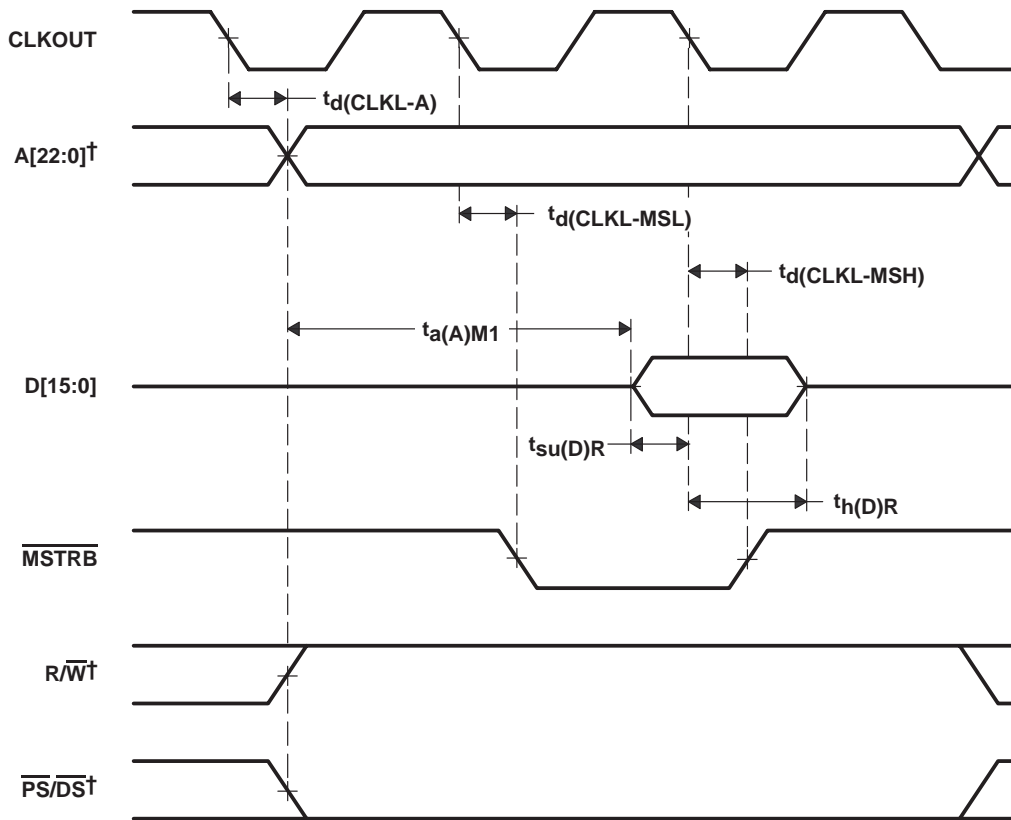 CLKOUT
td(CLKL-A)
A[22:0]†
td(CLKL-MSL)
td(CLKL-MSH)
ta(A)M1
D[15:0]
tsu(D)R
th(D)R
MSTRB
R/W†
PS/DS†